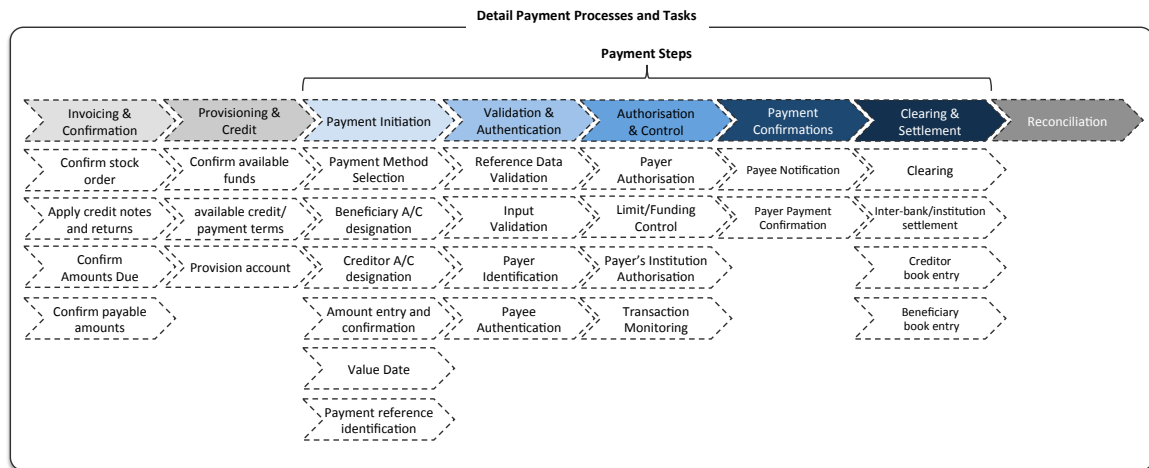 Detail Payment Processes and Tasks
Payment Steps
Invoicing &
Confirmation
Provisioning &
Credit
Payment Initiation
Validation &
Authentication
Authorisation
& Control
Payment
Confirmations
Clearing &
Settlement
Reconciliation
Confirm stock
order
Confirm available
funds
Payment Method
Selection
Reference Data
Validation
Payer
Authorisation
Payee Notification
Clearing
Apply credit notes
and returns
available credit/
payment terms
Beneficiary A/C
designation
Input
Validation
Limit/Funding
Control
Payer Payment
Confirmation
Inter-bank/institution
settlement
Confirm
Amounts Due
Provision account
Creditor A/C
designation
Payer
Identification
Payer's Institution
Authorisation
Creditor
book entry
Confirm payable
amounts
Amount entry and
confirmation
Payee
Authentication
Transaction
Monitoring
Beneficiary
book entry
Value Date
Payment reference
identification